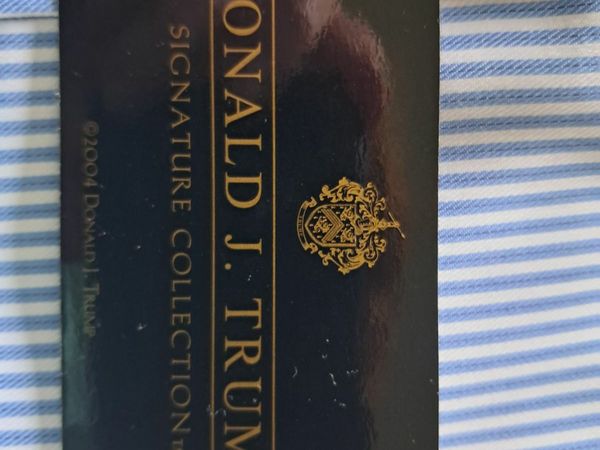 ONALD J. TRUM
SIGNATURE COLLECTION
©2004 DONALD J. TRUMP